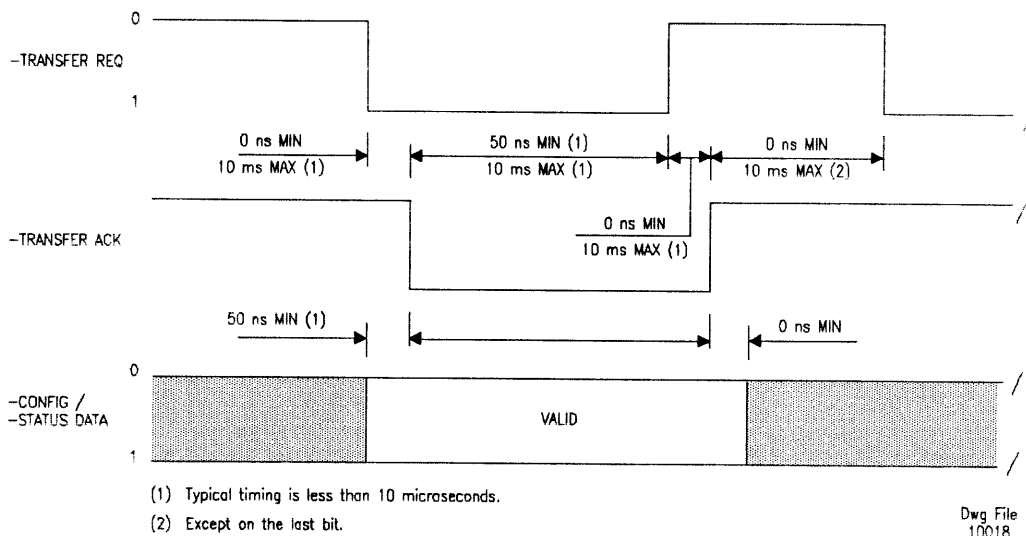 0
-TRANSFER REQ
1
0 ns MIN
10 ms MAX (1)
50 ns MIN (1)
10 ms MAX (1)
0 ns MIN
10 ms MAX (2)
-TRANSFER ACK
0 ns MIN
10 ms MAX (1)
50 ns MIN (1)
0 ns MIN
0
-CONFIG /
-STATUS DATA
VALID
1
(1) Typical timing is less than 10 microseconds.
(2) Except on the last bit.
Dwg File
10018